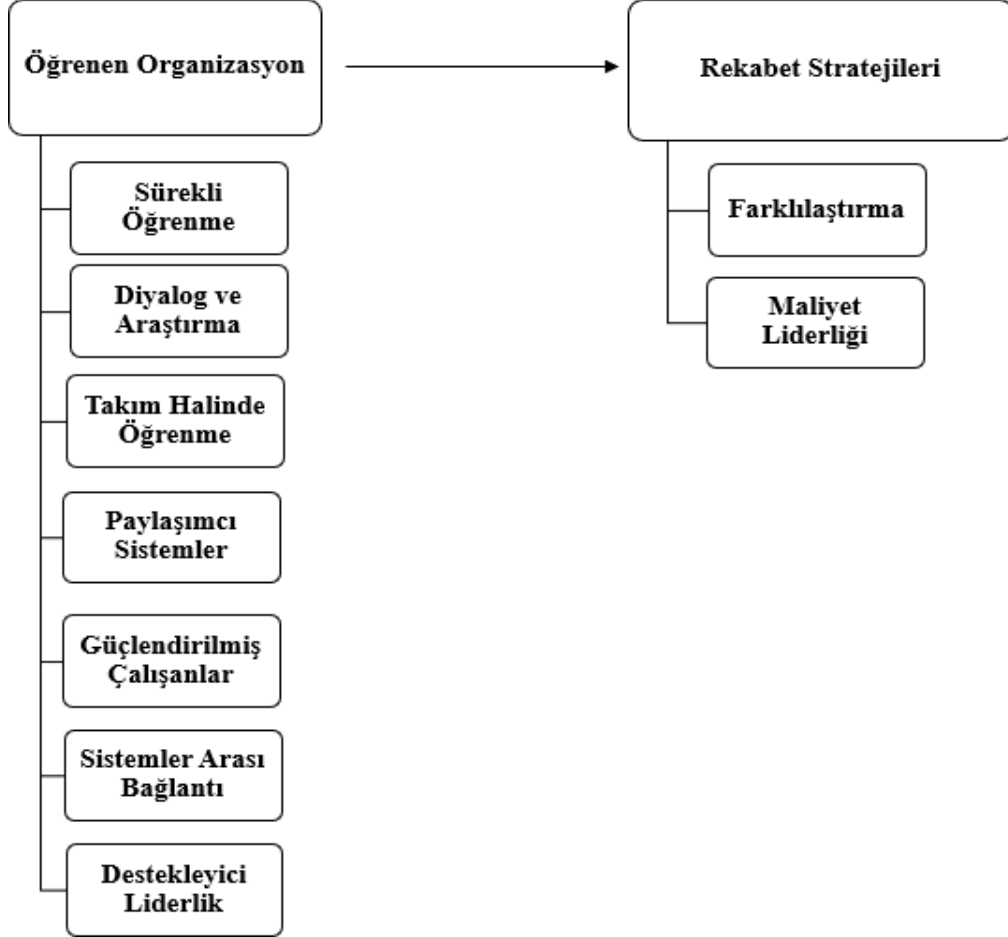 Öğrenen Organizasyon
Rekabet Stratejileri
Sürekli
Öğrenme
Diyalog ve
Araştırma
Takım Halinde
Öğrenme
Paylaşımcı
Sistemler
Güçlendirilmiş
Çalışanlar
Sistemler Arası
Bağlantı
Destekleyici
Liderlik
Farklılaştırma
Maliyet
Liderliği